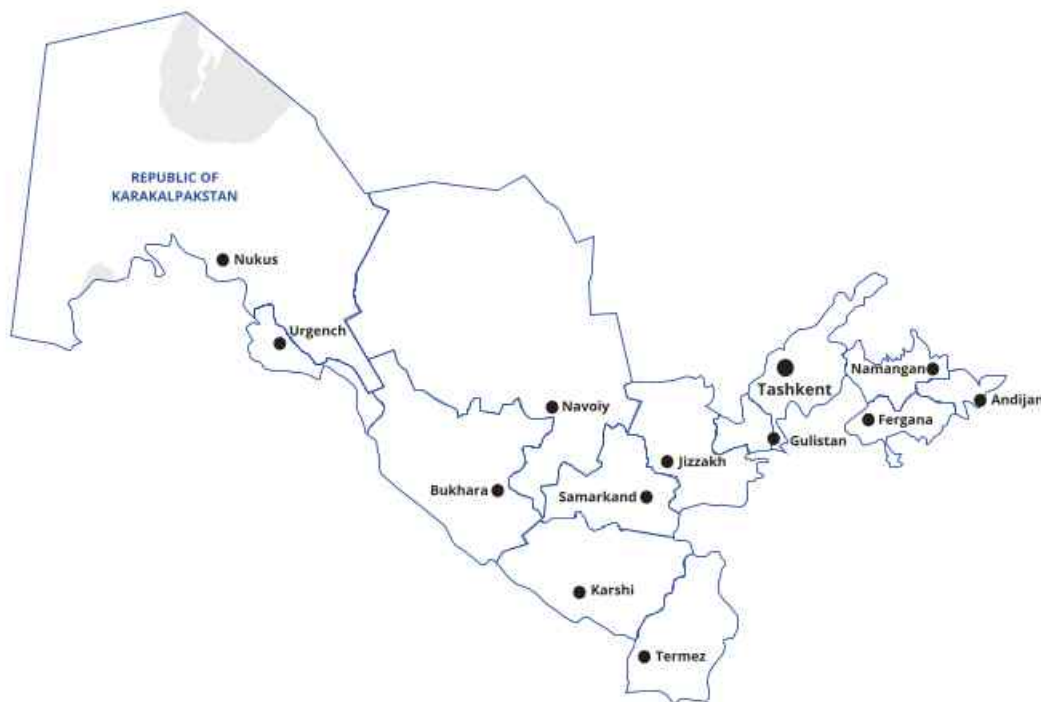 REPUBLIC OF
KARAKALPAKSTAN
Nukus
Urgench
Tashkent
Namangan
Andijan
Navoiy
Fergana
Gulistan
Jizzakh
Bukhara
Samarkand
Karshi
Termez